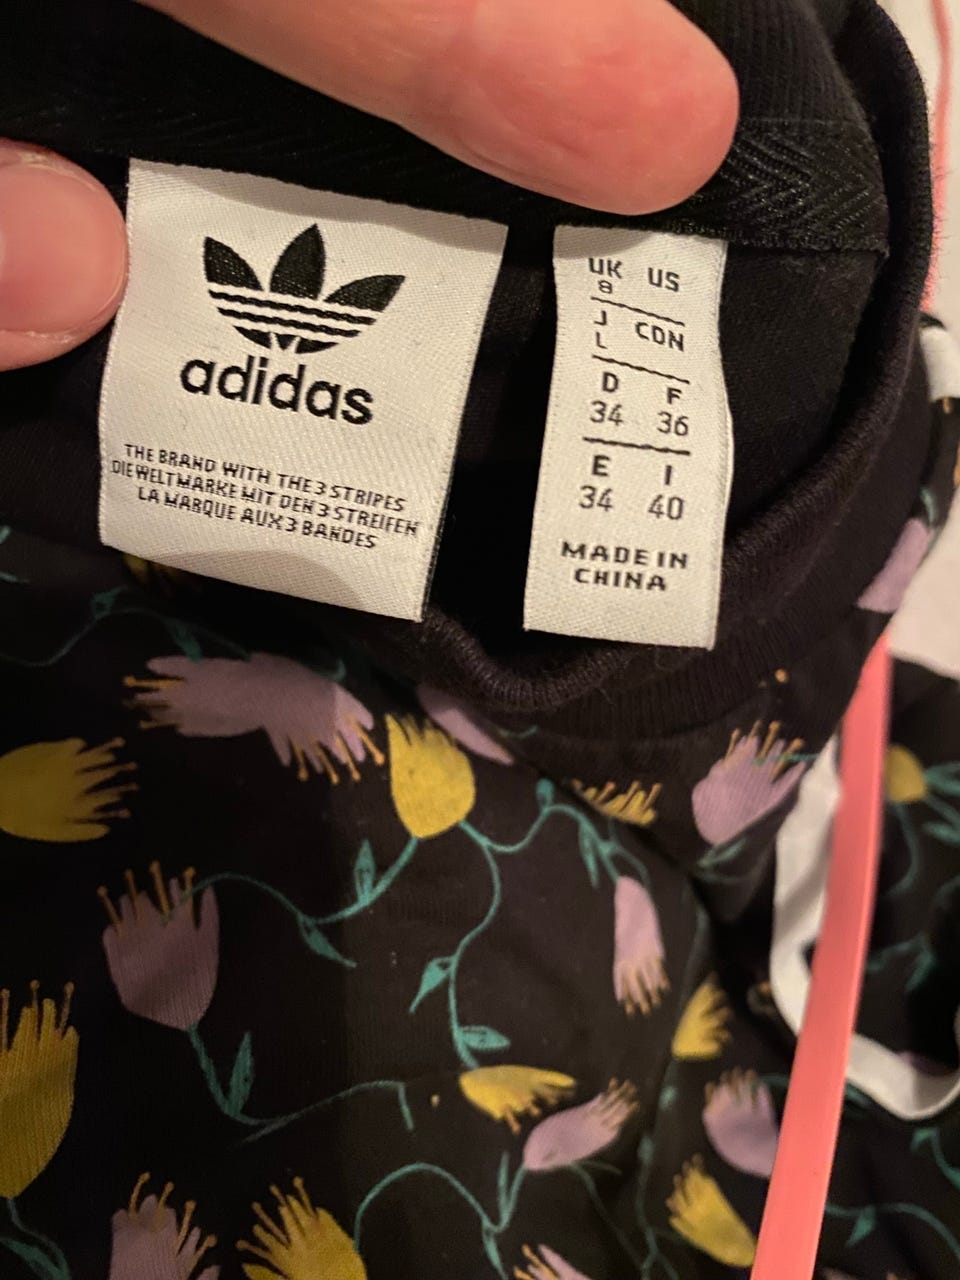 adidas
THE BRAND WITH THE 3 STRIPES
DIE WELTMARKE MIT DEN 3 STREIFEN
LA MARQUE AUX 3 BANDES
UK US
8
J CDN
L
D F
34 36
E I
34 40
MADE IN
CHINA